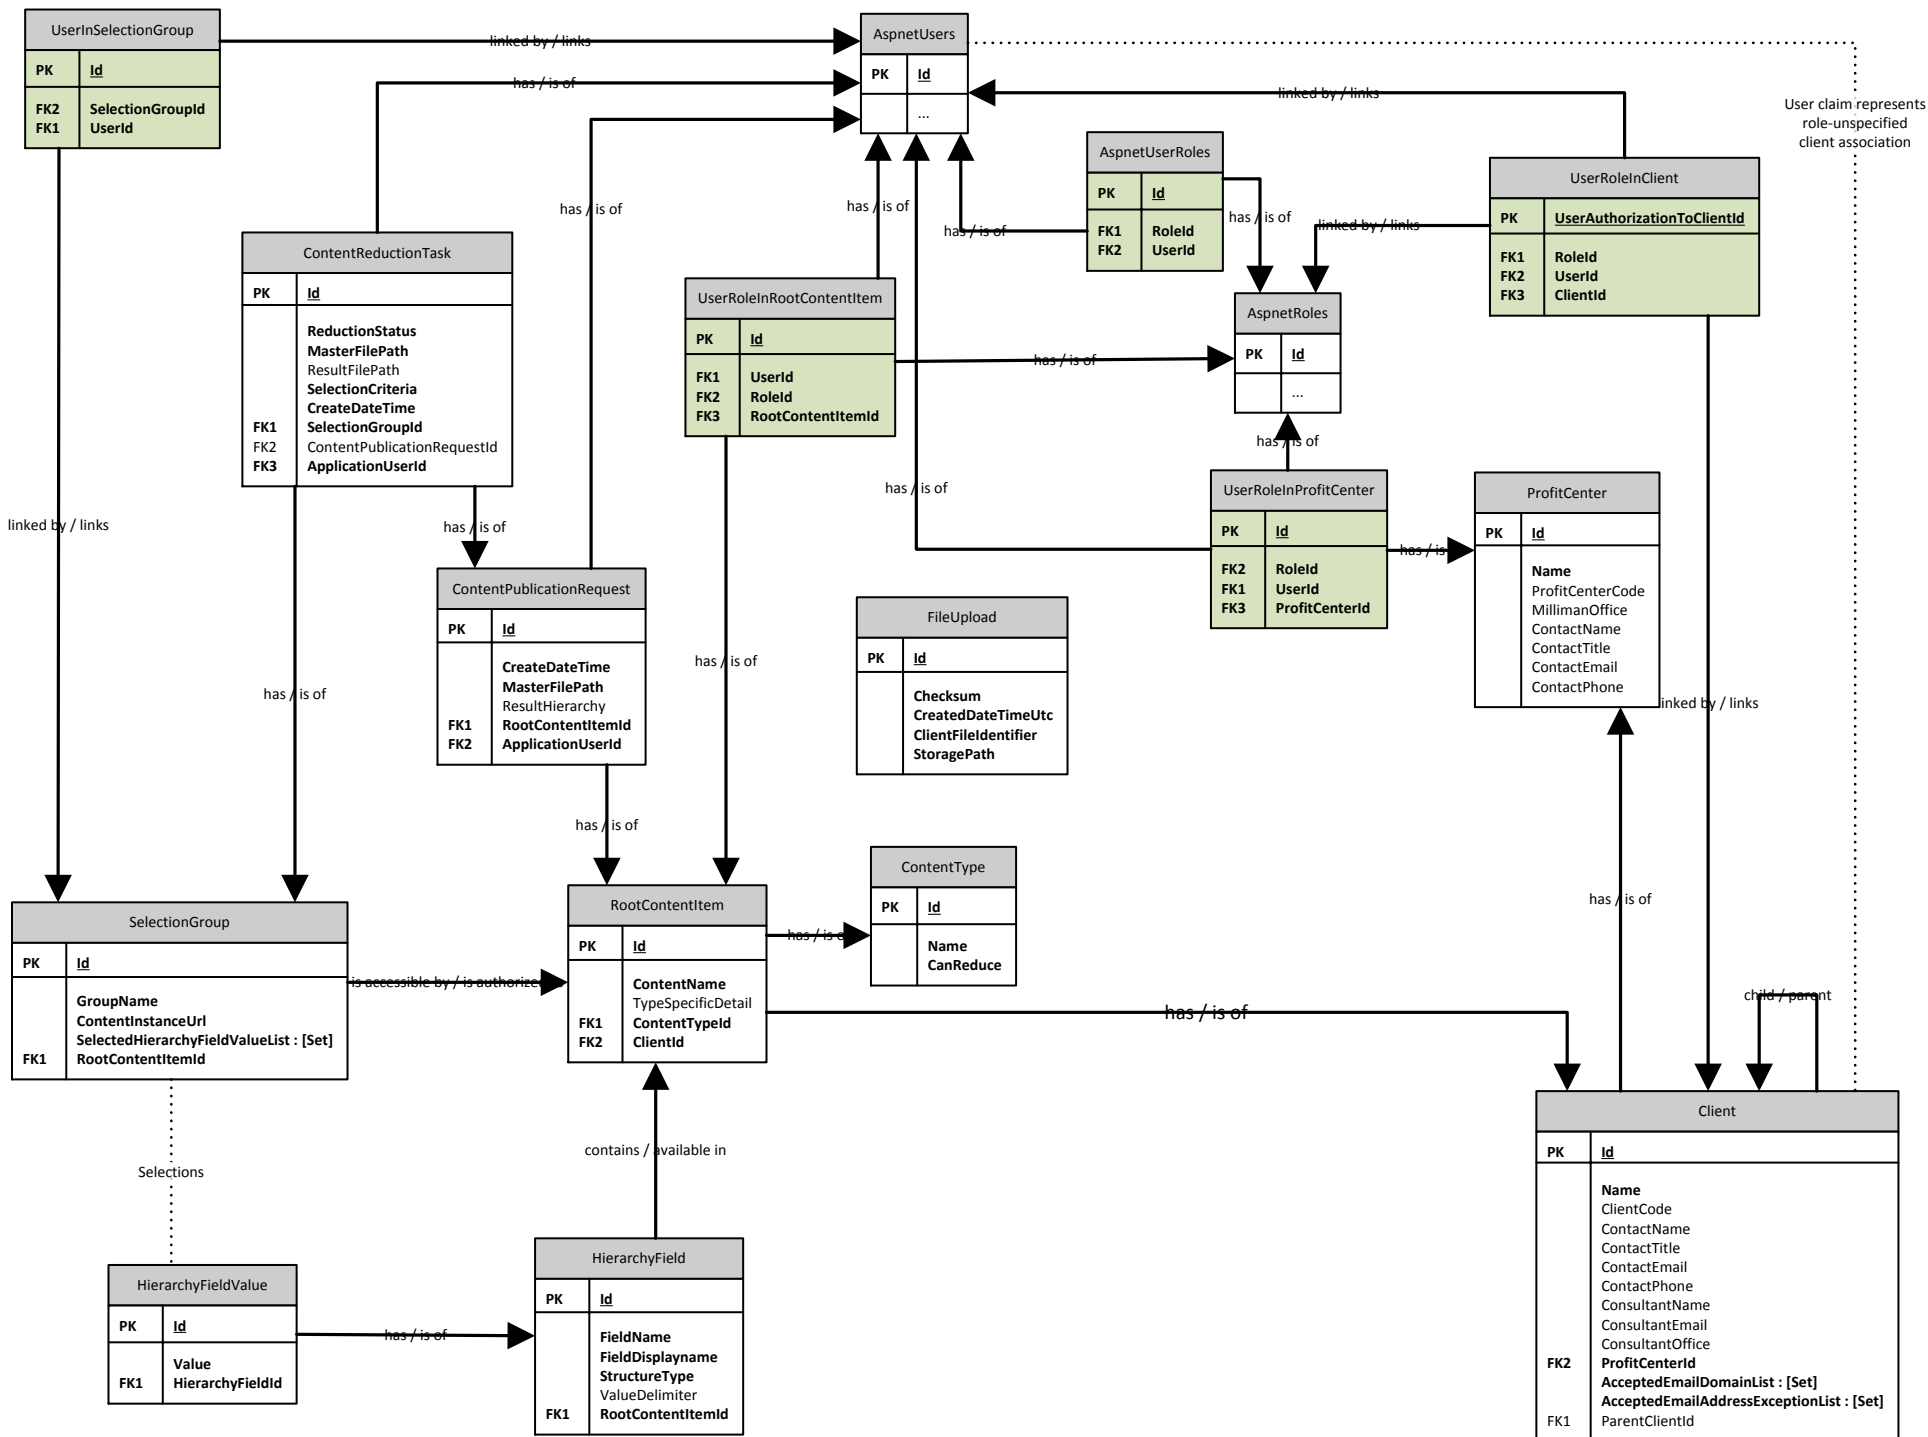 UserInSelectionGroup
PK Id
FK2 SelectionGroupId
FK1 UserId
linked by / links
AspnetUsers
PK Id
...
has / is of
linked by / links
User claim represents
role-unspecified
client association
AspnetUserRoles
PK Id
FK1 RoleId
FK2 UserId
UserRoleInClient
PK UserAuthorizationToClientId
FK1 RoleId
FK2 UserId
FK3 ClientId
has / is of
has / is of
has / is of
has / is of
linked by / links
ContentReductionTask
PK Id
ReductionStatus
MasterFilePath
ResultFilePath
SelectionCriteria
CreateDateTime
FK1 SelectionGroupId
FK2 ContentPublicationRequestId
FK3 ApplicationUserId
UserRoleInRootContentItem
PK Id
FK1 UserId
FK2 RoleId
FK3 RootContentItemId
has / is of
AspnetRoles
PK Id
...
has / is of
has / is of
linked by / links
has / is of
UserRoleInProfitCenter
PK Id
FK2 RoleId
FK1 UserId
FK3 ProfitCenterId
has / is
ProfitCenter
PK Id
Name
ProfitCenterCode
MillimanOffice
ContactName
ContactTitle
ContactEmail
ContactPhone
ContentPublicationRequest
PK Id
CreateDateTime
MasterFilePath
ResultHierarchy
FK1 RootContentItemId
FK2 ApplicationUserId
FileUpload
PK Id
Checksum
CreatedDateTimeUtc
ClientFileIdentifier
StoragePath
has / is of
has / is of
linked by / links
has / is of
ContentType
PK Id
Name
CanReduce
has / is of
SelectionGroup
PK Id
GroupName
ContentInstanceUrl
SelectedHierarchyFieldValueList : [Set]
FK1 RootContentItemId
is accessible by / is authorized
RootContentItem
PK Id
ContentName
TypeSpecificDetail
FK1 ContentTypeId
FK2 ClientId
has / is o
has / is of
child / parent
Client
PK Id
Name
ClientCode
ContactName
ContactTitle
ContactEmail
ContactPhone
ConsultantName
ConsultantEmail
ConsultantOffice
FK2 ProfitCenterId
AcceptedEmailDomainList : [Set]
AcceptedEmailAddressExceptionList : [Set]
FK1 ParentClientId
contains / available in
Selections
HierarchyFieldValue
PK Id
Value
FK1 HierarchyFieldId
has / is of
HierarchyField
PK Id
FieldName
FieldDisplayname
StructureType
ValueDelimiter
FK1 RootContentItemId